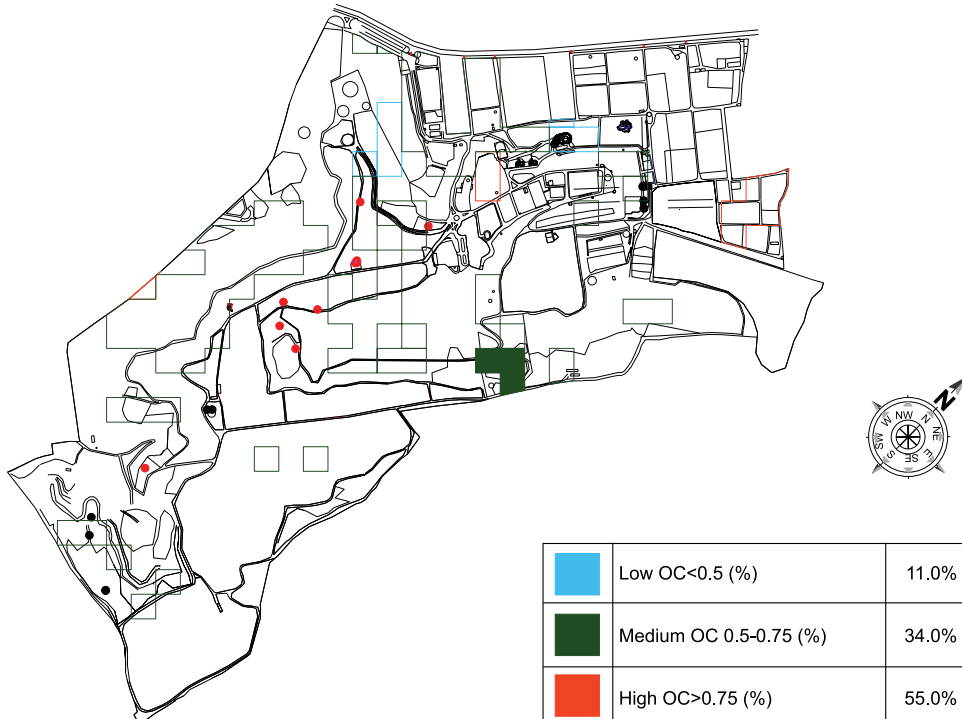 N
NW
N
W
NE
SW
E
S
SE
Low OC<0.5 (%) 11.0%
Medium OC 0.5-0.75 (%) 34.0%
High OC>0.75 (%) 55.0%